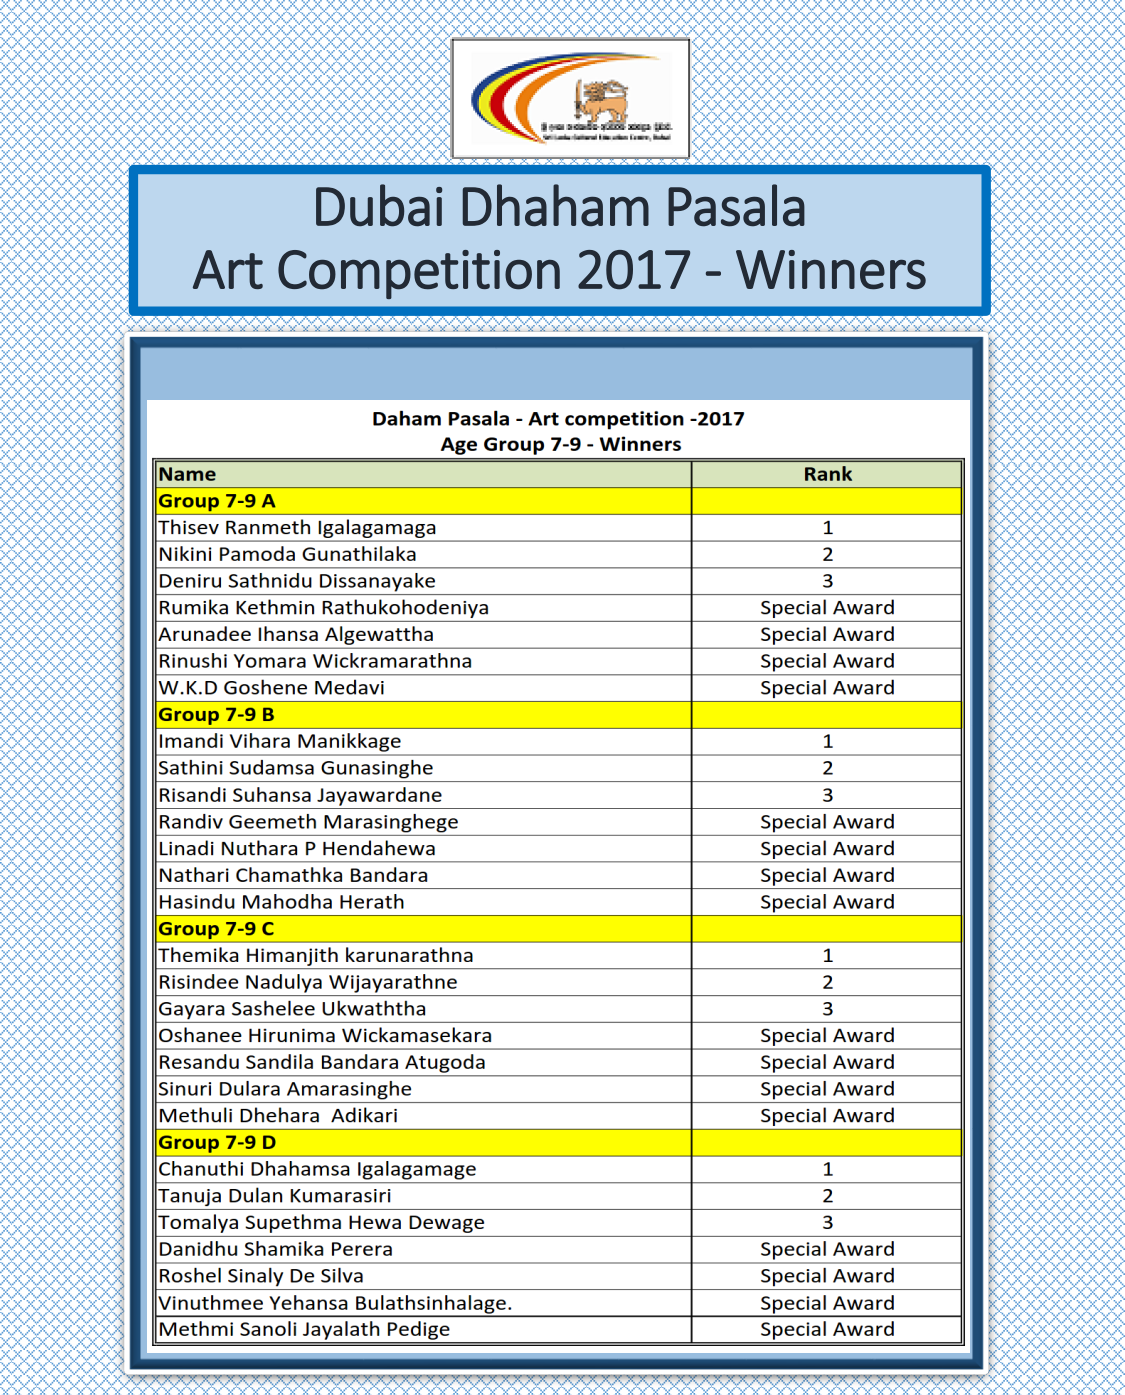 Sri Lanka Cultural Education Centre, Dubai
Dubai Dhaham Pasala
Art Competition 2017 - Winners
Daham Pasala - Art competition -2017
Age Group 7-9 - Winners
Name Rank
Group 7-9 A
Thisev Ranmeth Igalagamaga 1
Nikini Pamoda Gunathilaka 2
Deniru Sathnidu Dissanayake 3
Rumika Kethmin Rathukohodeniya Special Award
Arunadee Ihansa Algewattha Special Award
Rinushi Yomara Wickramarathna Special Award
W.K.D Goshene Medavi Special Award
Group 7-9 B
Imandi Vihara Manikkage 1
Sathini Sudamsa Gunasinghe 2
Risandi Suhansa Jayawardane 3
Randiv Geemeth Marasinghege Special Award
Linadi Nuthara P Hendahewa Special Award
Nathari Chamathka Bandara Special Award
Hasindu Mahodha Herath Special Award
Group 7-9 C
Themika Himanjith karunarathna 1
Risindee Nadulya Wijayarathne 2
Gayara Sashelee Ukwaththa 3
Oshanee Hirunima Wickamasekara Special Award
Resandu Sandila Bandara Atugoda Special Award
Sinuri Dulara Amarasinghe Special Award
Methuli Dhehara  Adikari Special Award
Group 7-9 D
Chanuthi Dhahamsa Igalagamage 1
Tanuja Dulan Kumarasiri 2
Tomalya Supethma Hewa Dewage 3
Danidhu Shamika Perera Special Award
Roshel Sinaly De Silva Special Award
Vinuthmee Yehansa Bulathsinhalage. Special Award
Methmi Sanoli Jayalath Pedige Special Award